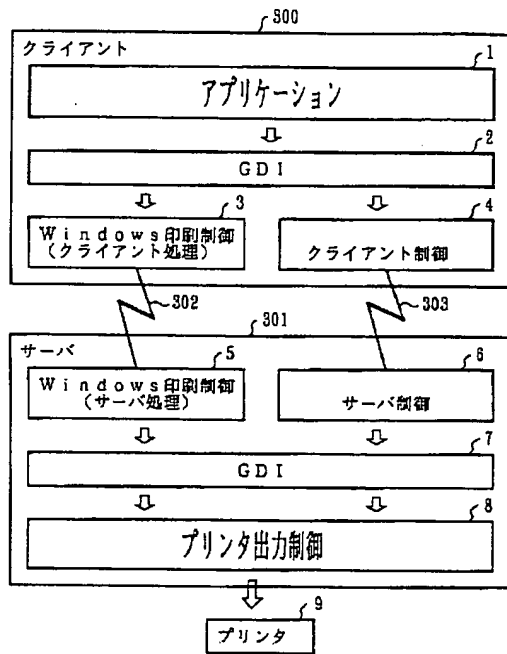 300
クライアント
1
アプリケーション
2
GDI
3
Windows印刷制御
(クライアント処理)
4
クライアント制御
302
303
301
サーバ
5
Windows印刷制御
(サーバ処理)
6
サーバ制御
7
GDI
8
プリンタ出力制御
9
プリンタ